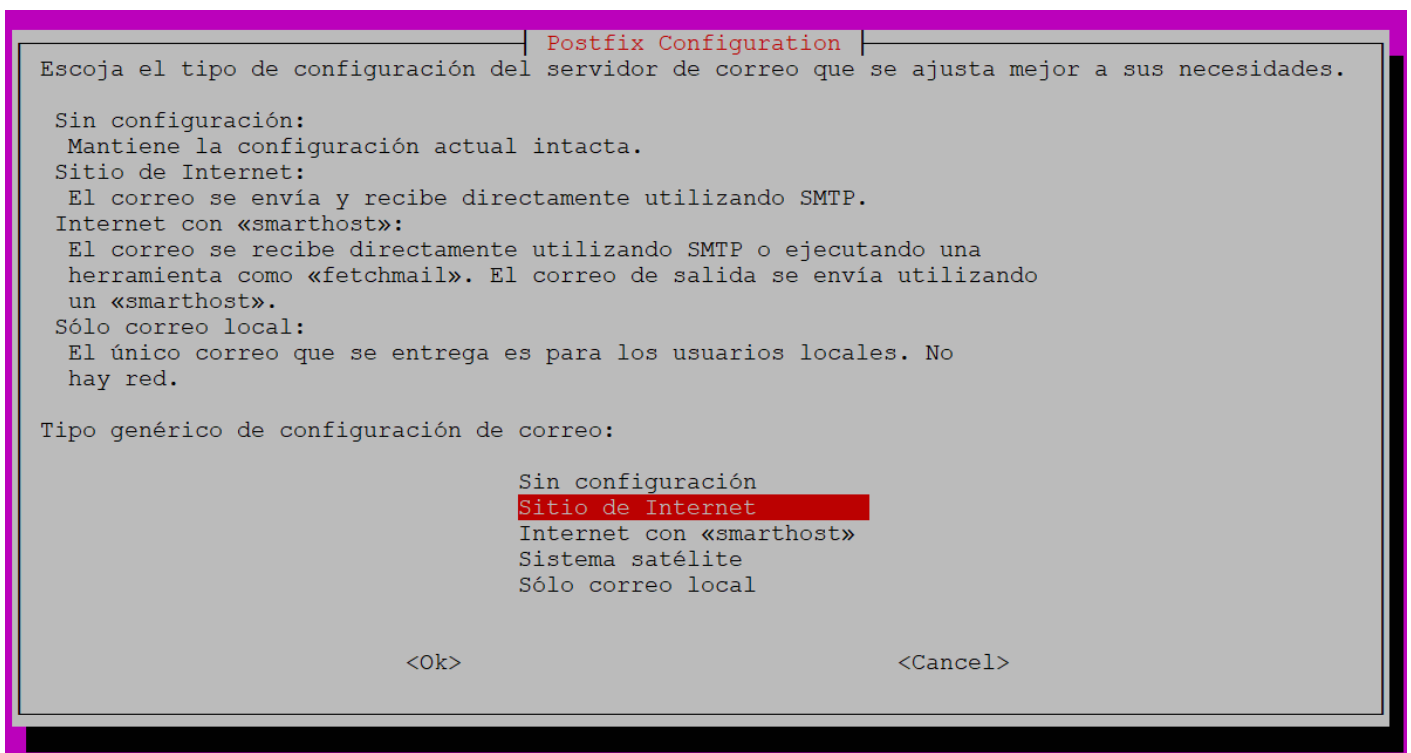 Postfix Configuration
Escoja el tipo de configuración del servidor de correo que se ajusta mejor a sus necesidades.
Sin configuración:
Mantiene la configuración actual intacta.
Sitio de Internet:
El correo se envía y recibe directamente utilizando SMTP.
Internet con «smarthost»:
El correo se recibe directamente utilizando SMTP o ejecutando una
herramienta como «fetchmail». El correo de salida se envía utilizando
un «smarthost».
Sólo correo local:
El único correo que se entrega es para los usuarios locales. No
hay red.
Tipo genérico de configuración de correo:
Sin configuración
Sitio de Internet
Internet con «smarthost»
Sistema satélite
Sólo correo local
<Ok> <Cancel>